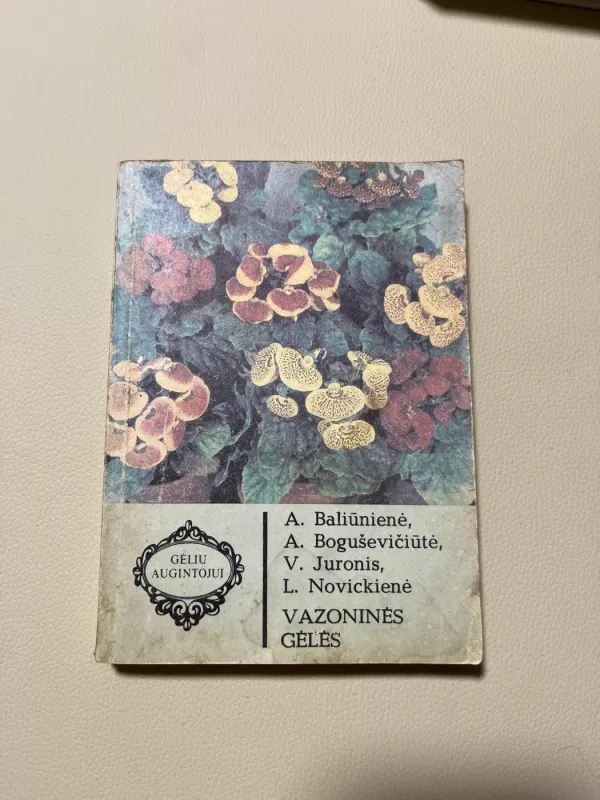 GĖLIŲ
AUGINTOJUI
A. Baliūnienė,
A. Boguševičiūtė,
V. Juronis,
L. Novickienė
VAZONINĖS
GĖLĖS